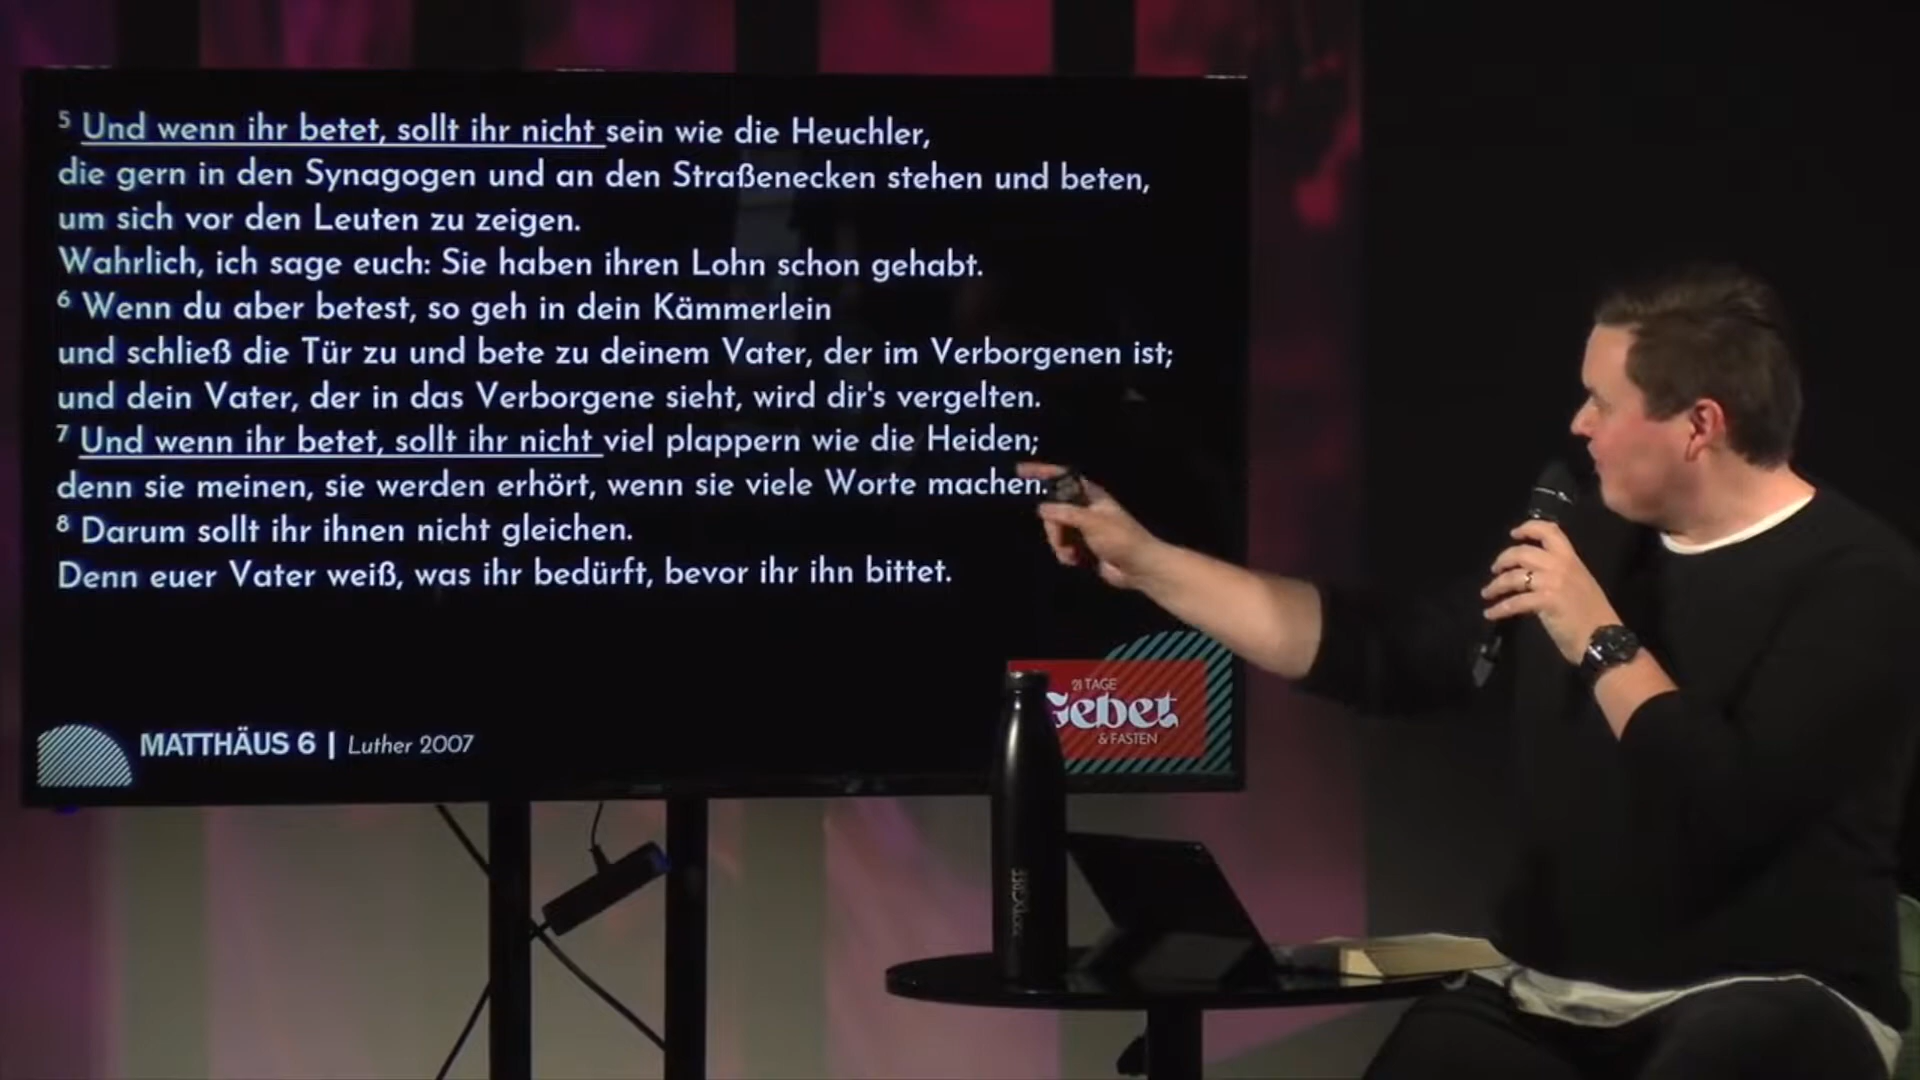 5 Und wenn ihr betet, sollt ihr nicht sein wie die Heuchler,
die gern in den Synagogen und an den Straßenecken stehen und beten,
um sich vor den Leuten zu zeigen.
Wahrlich, ich sage euch: Sie haben ihren Lohn schon gehabt.
6 Wenn du aber betest, so geh in dein Kämmerlein
und schließ die Tür zu und bete zu deinem Vater, der im Verborgenen ist;
und dein Vater, der in das Verborgene sieht, wird dir's vergelten.
7 Und wenn ihr betet, sollt ihr nicht viel plappern wie die Heiden;
denn sie meinen, sie werden erhört, wenn sie viele Worte machen.
8 Darum sollt ihr ihnen nicht gleichen.
Denn euer Vater weiß, was ihr bedürft, bevor ihr ihn bittet.
21 TAGE
Gebet
& FASTEN
MATTHÄUS 6 | Luther 2007